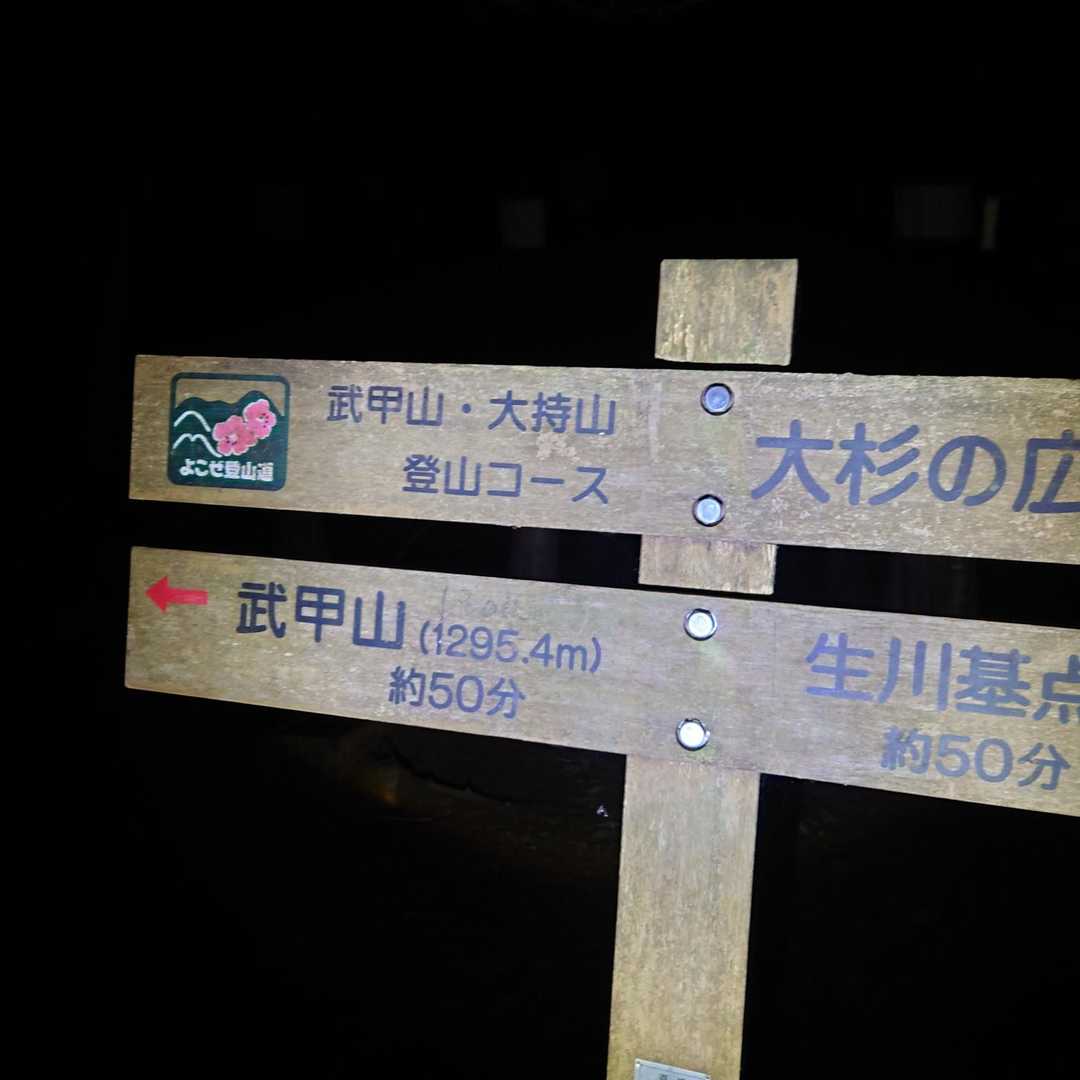 よこぜ登山道
武甲山・大持山
登山コース
大杉の広
武甲山(1295.4m)
約50分
生川基点
約50分